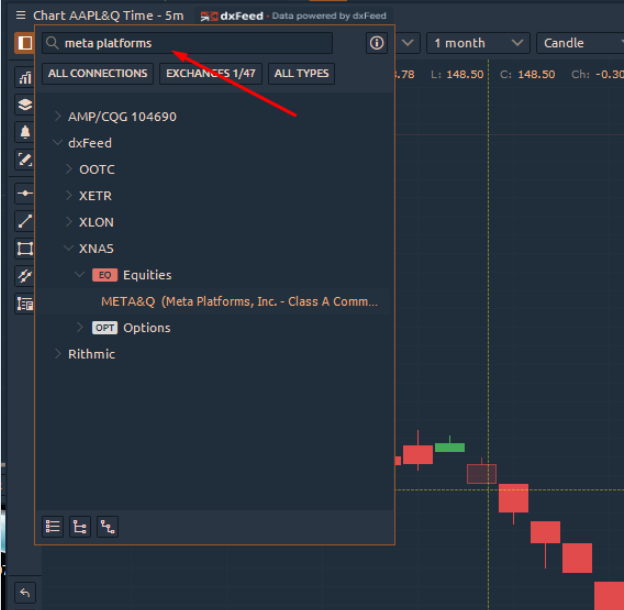 Chart AAPL&Q Time - 5m dxFeed - Data powered by dxFeed
meta platforms
1 month Candle
ALL CONNECTIONS EXCHANGES 1/47 ALL TYPES
.78 L: 148.50 C: 148.50 Ch: -0.30
AMP/CQG 104690
dxFeed
OOTC
XETR
XLON
XNAS
EQ Equities
META&Q (Meta Platforms, Inc. - Class A Comm...
OPT Options
Rithmic